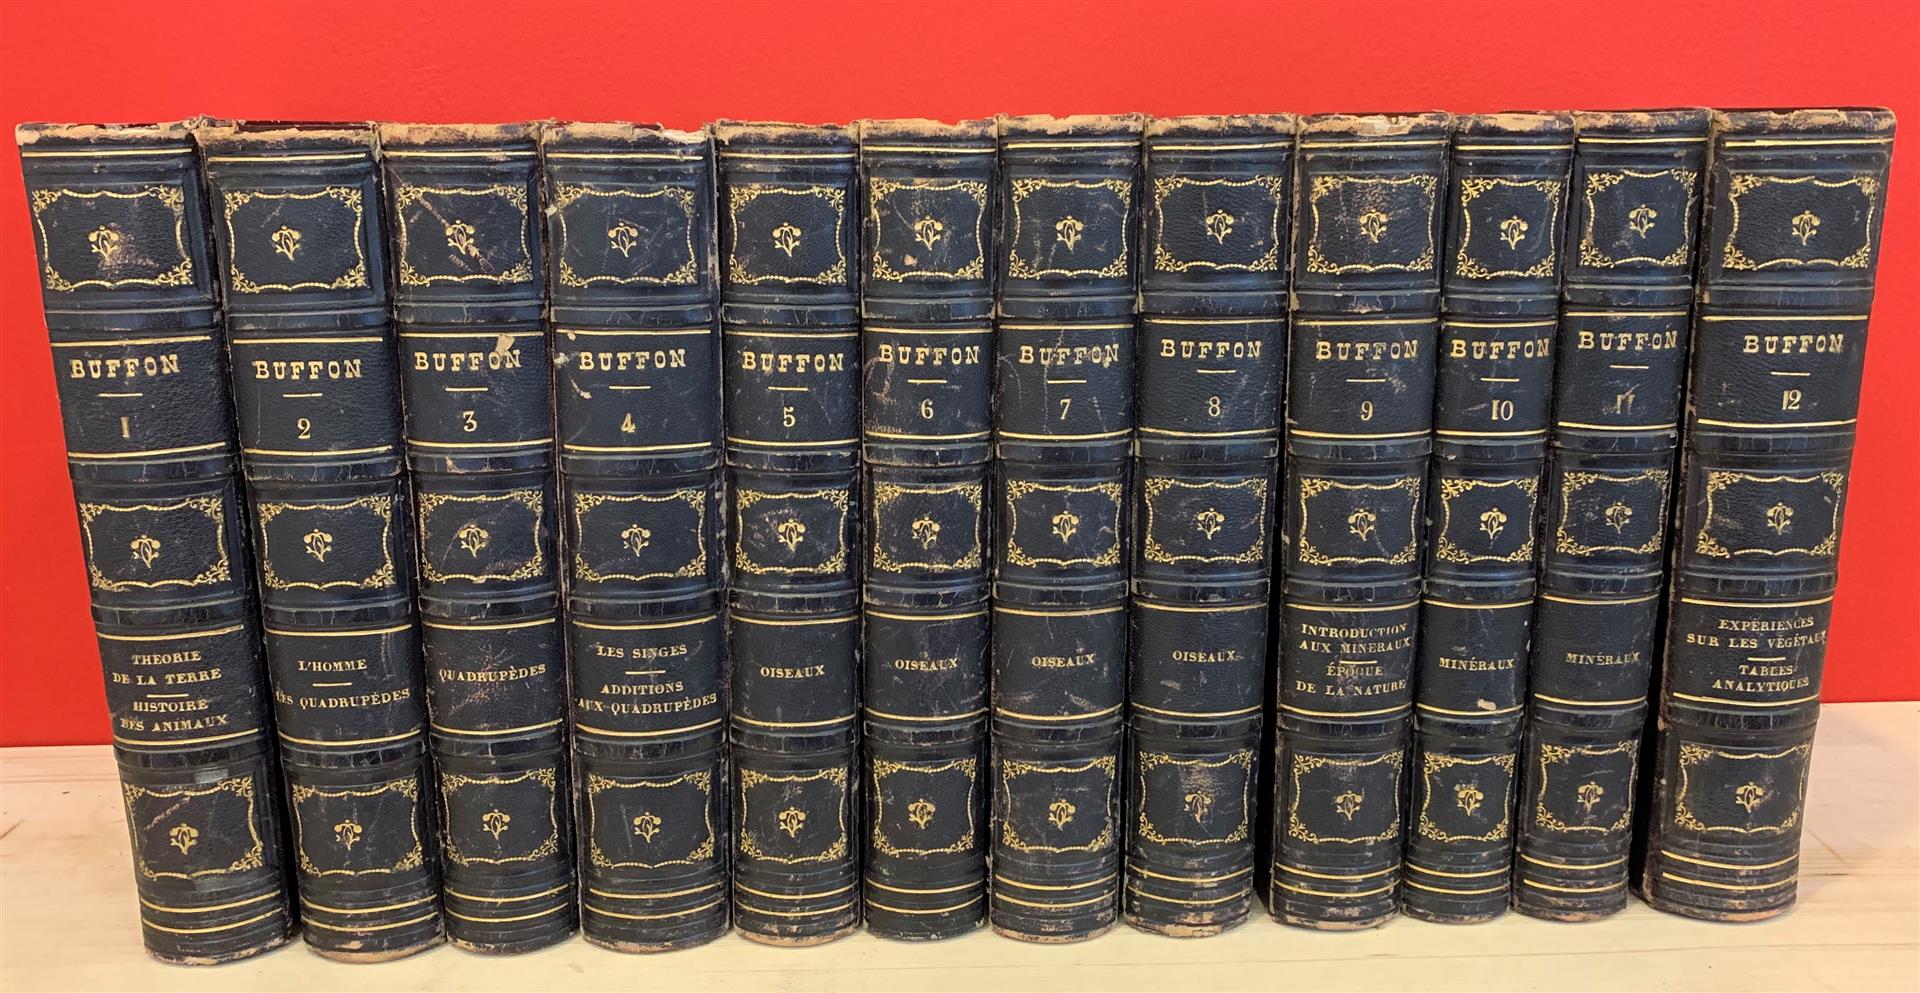 BUFFON
1
THÉORIE
DE LA TERRE
HISTOIRE
DES ANIMAUX
BUFFON
2
L'HOMME
LES QUADRUPÈDES
BUFFON
3
QUADRUPÈDES
BUFFON
4
LES SINGES
ADDITIONS
AUX QUADRUPÈDES
BUFFON
5
OISEAUX
BUFFON
6
OISEAUX
BUFFON
7
OISEAUX
BUFFON
8
OISEAUX
BUFFON
9
INTRODUCTION
AUX MINERAUX
ÉPOQUE
DE LA NATURE
BUFFON
10
MINÉRAUX
BUFFON
11
MINÉRAUX
BUFFON
12
EXPÉRIENCES
SUR LES VÉGÉTAUX
TABLES
ANALYTIQUES